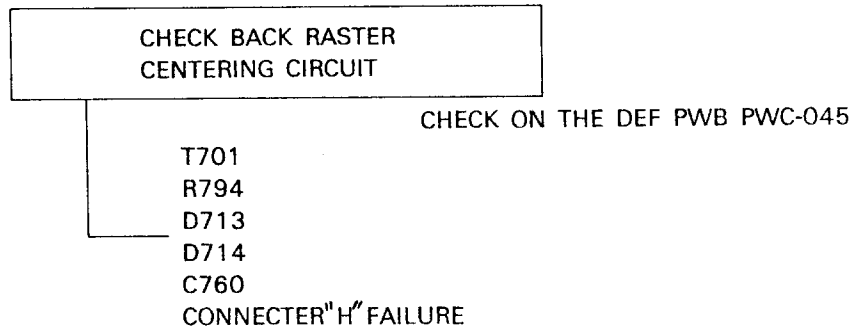 CHECK BACK RASTER
CENTERING CIRCUIT
CHECK ON THE DEF PWB PWC-045
T701
R794
D713
D714
C760
CONNECTER"H"FAILURE